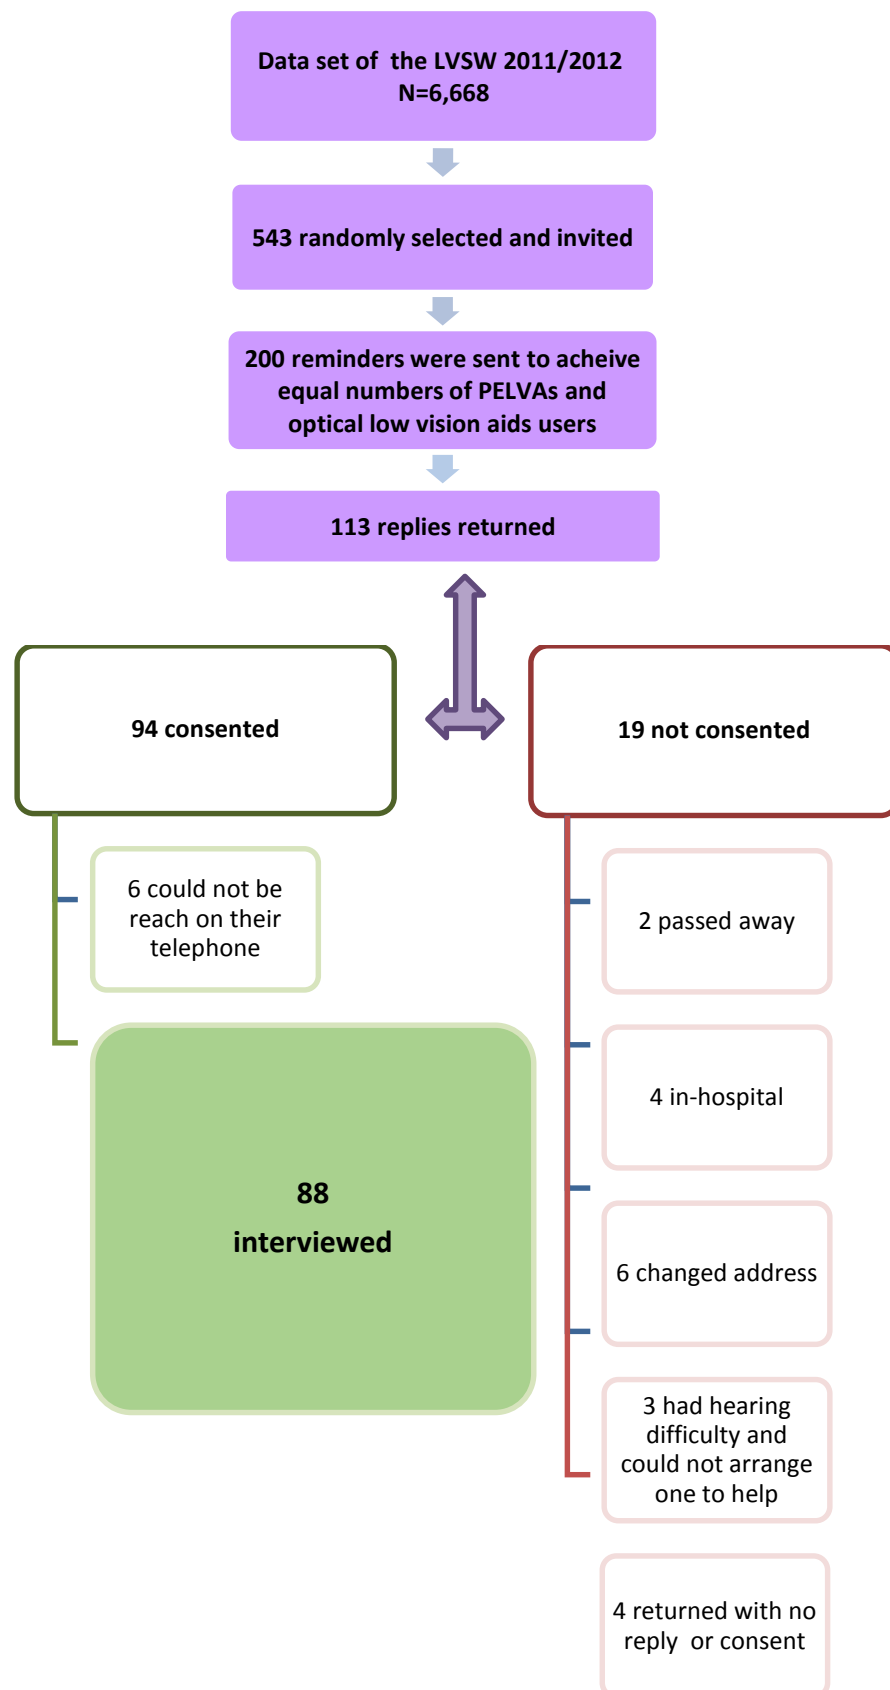 Data set of the LVSW 2011/2012
N=6,668
543 randomly selected and invited
200 reminders were sent to acheive
equal numbers of PELVAs and
optical low vision aids users
113 replies returned
94 consented
19 not consented
6 could not be
reach on their
telephone
88
interviewed
2 passed away
4 in-hospital
6 changed address
3 had hearing
difficulty and
could not arrange
one to help
4 returned with no
reply or consent